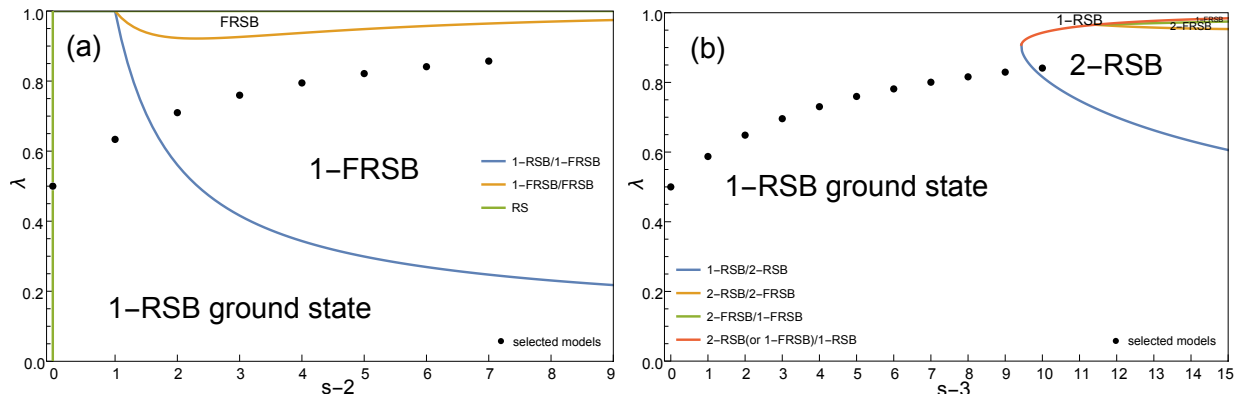 (a)
FRSB
1-FRSB
1-RSB ground state
1-RSB/1-FRSB
1-FRSB/FRSB
RS
selected models
λ
0.0
0.2
0.4
0.6
0.8
1.0
0 1 2 3 4 5 6 7 8 9
s-2
(b)
1-RSB
1-FRSB
2-FRSB
2-RSB
1-RSB ground state
1-RSB/2-RSB
2-RSB/2-FRSB
2-FRSB/1-FRSB
2-RSB(or 1-FRSB)/1-RSB
selected models
λ
0.0
0.2
0.4
0.6
0.8
1.0
0 1 2 3 4 5 6 7 8 9 10 11 12 13 14 15
s-3